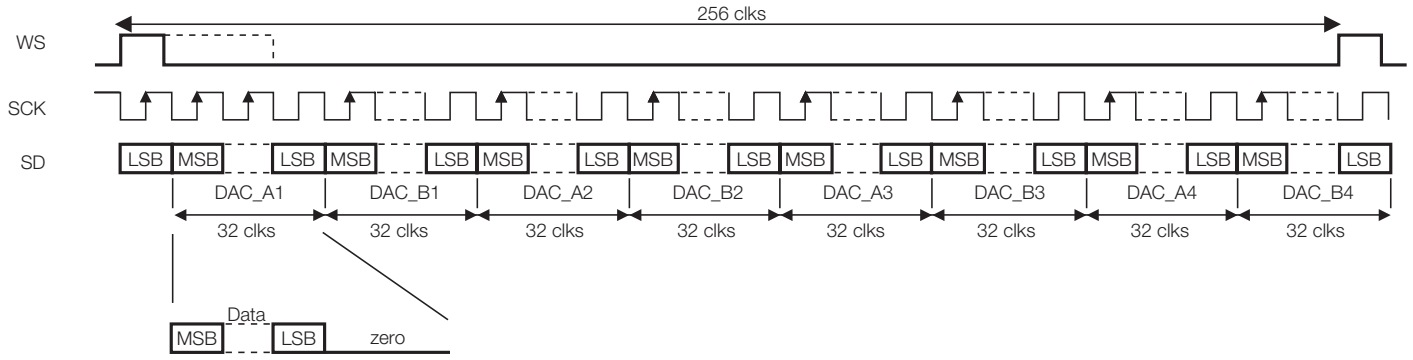 256 clks
WS
SCK
SD
LSB MSB LSB MSB LSB MSB LSB MSB LSB MSB LSB MSB LSB MSB LSB MSB LSB
DAC_A1 DAC_B1 DAC_A2 DAC_B2 DAC_A3 DAC_B3 DAC_A4 DAC_B4
32 clks 32 clks 32 clks 32 clks 32 clks 32 clks 32 clks 32 clks
Data
MSB LSB zero